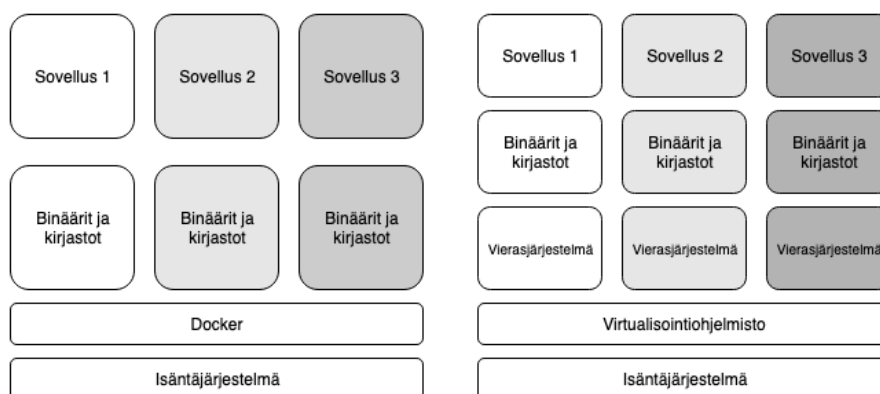 Sovellus 1
Sovellus 2
Sovellus 3
Binäärit ja
kirjastot
Binäärit ja
kirjastot
Binäärit ja
kirjastot
Docker
Isäntäjärjestelmä
Sovellus 1
Sovellus 2
Sovellus 3
Binäärit ja
kirjastot
Binäärit ja
kirjastot
Binäärit ja
kirjastot
Vierasjärjestelmä
Vierasjärjestelmä
Vierasjärjestelmä
Virtualisointiohjelmisto
Isäntäjärjestelmä